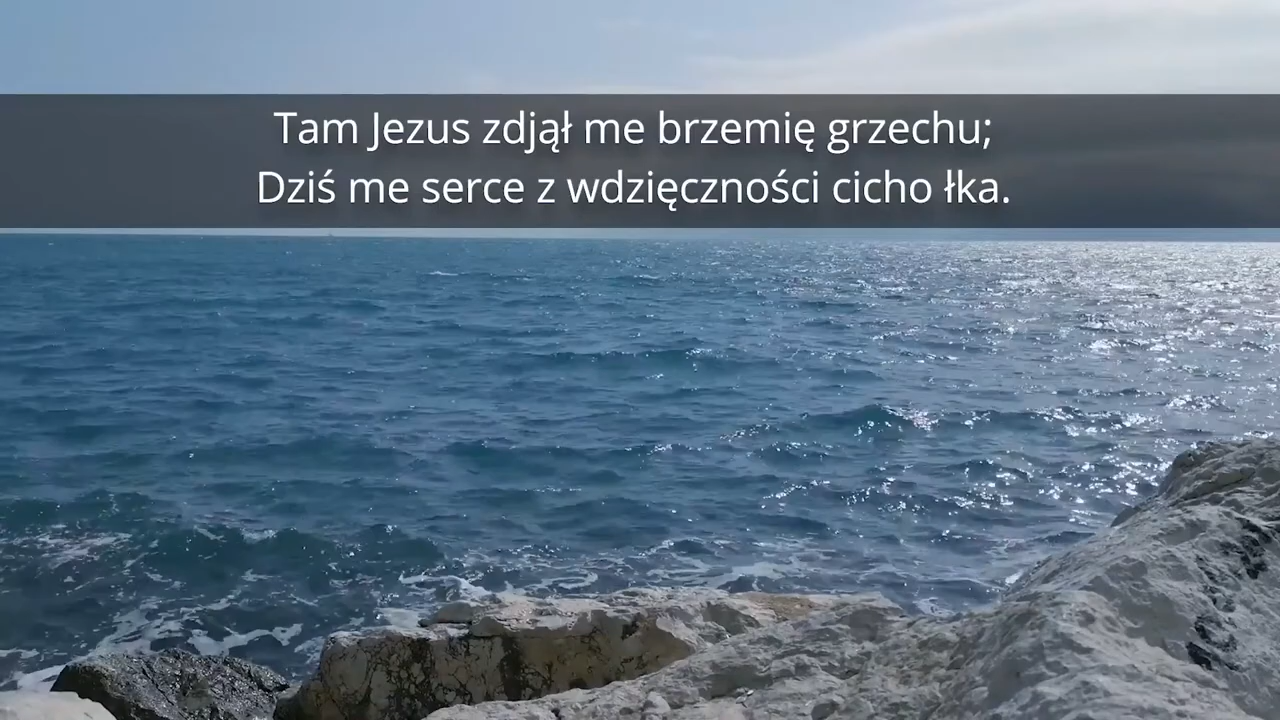 Tam Jezus zdjął me brzemię grzechu;
Dziś me serce z wdzięczności cicho łka.